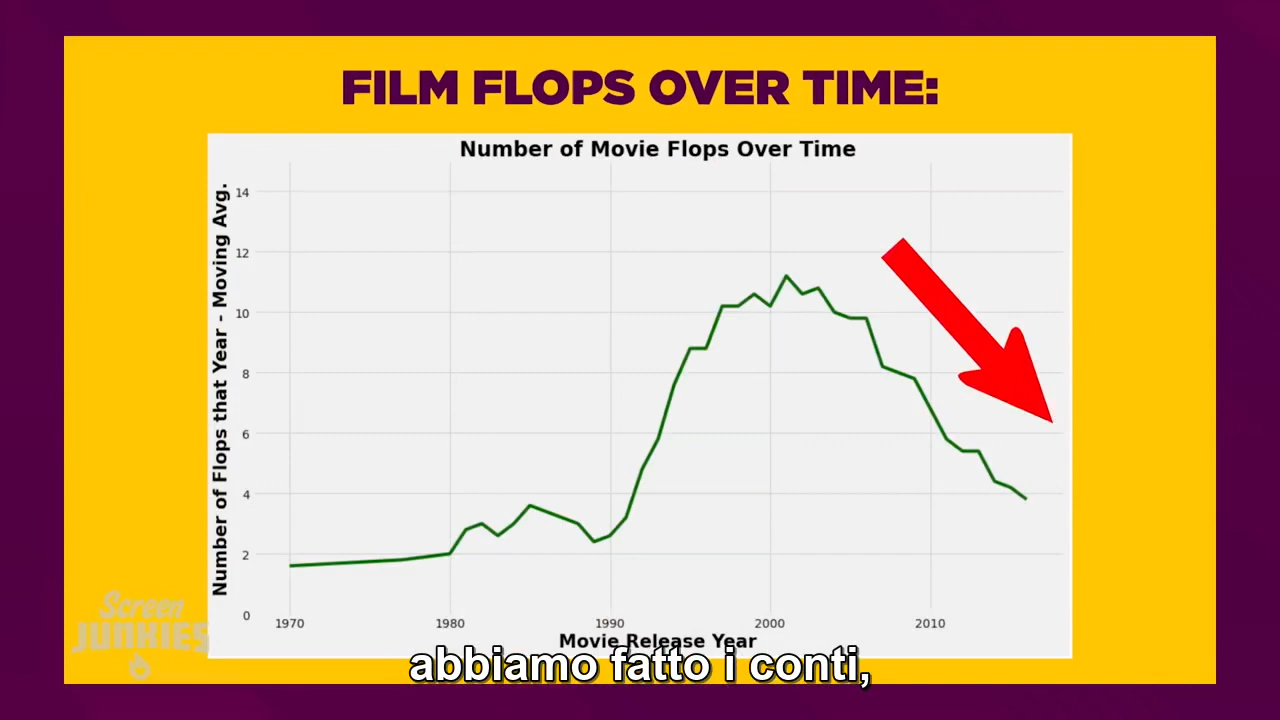 FILM FLOPS OVER TIME:
Number of Movie Flops Over Time
Number of Flops that Year - Moving Avg.
14
12
10
8
6
4
2
0
1970 1980 1990 2000 2010
Movie Release Year
Screen
JUNKIES
abbiamo fatto i conti,